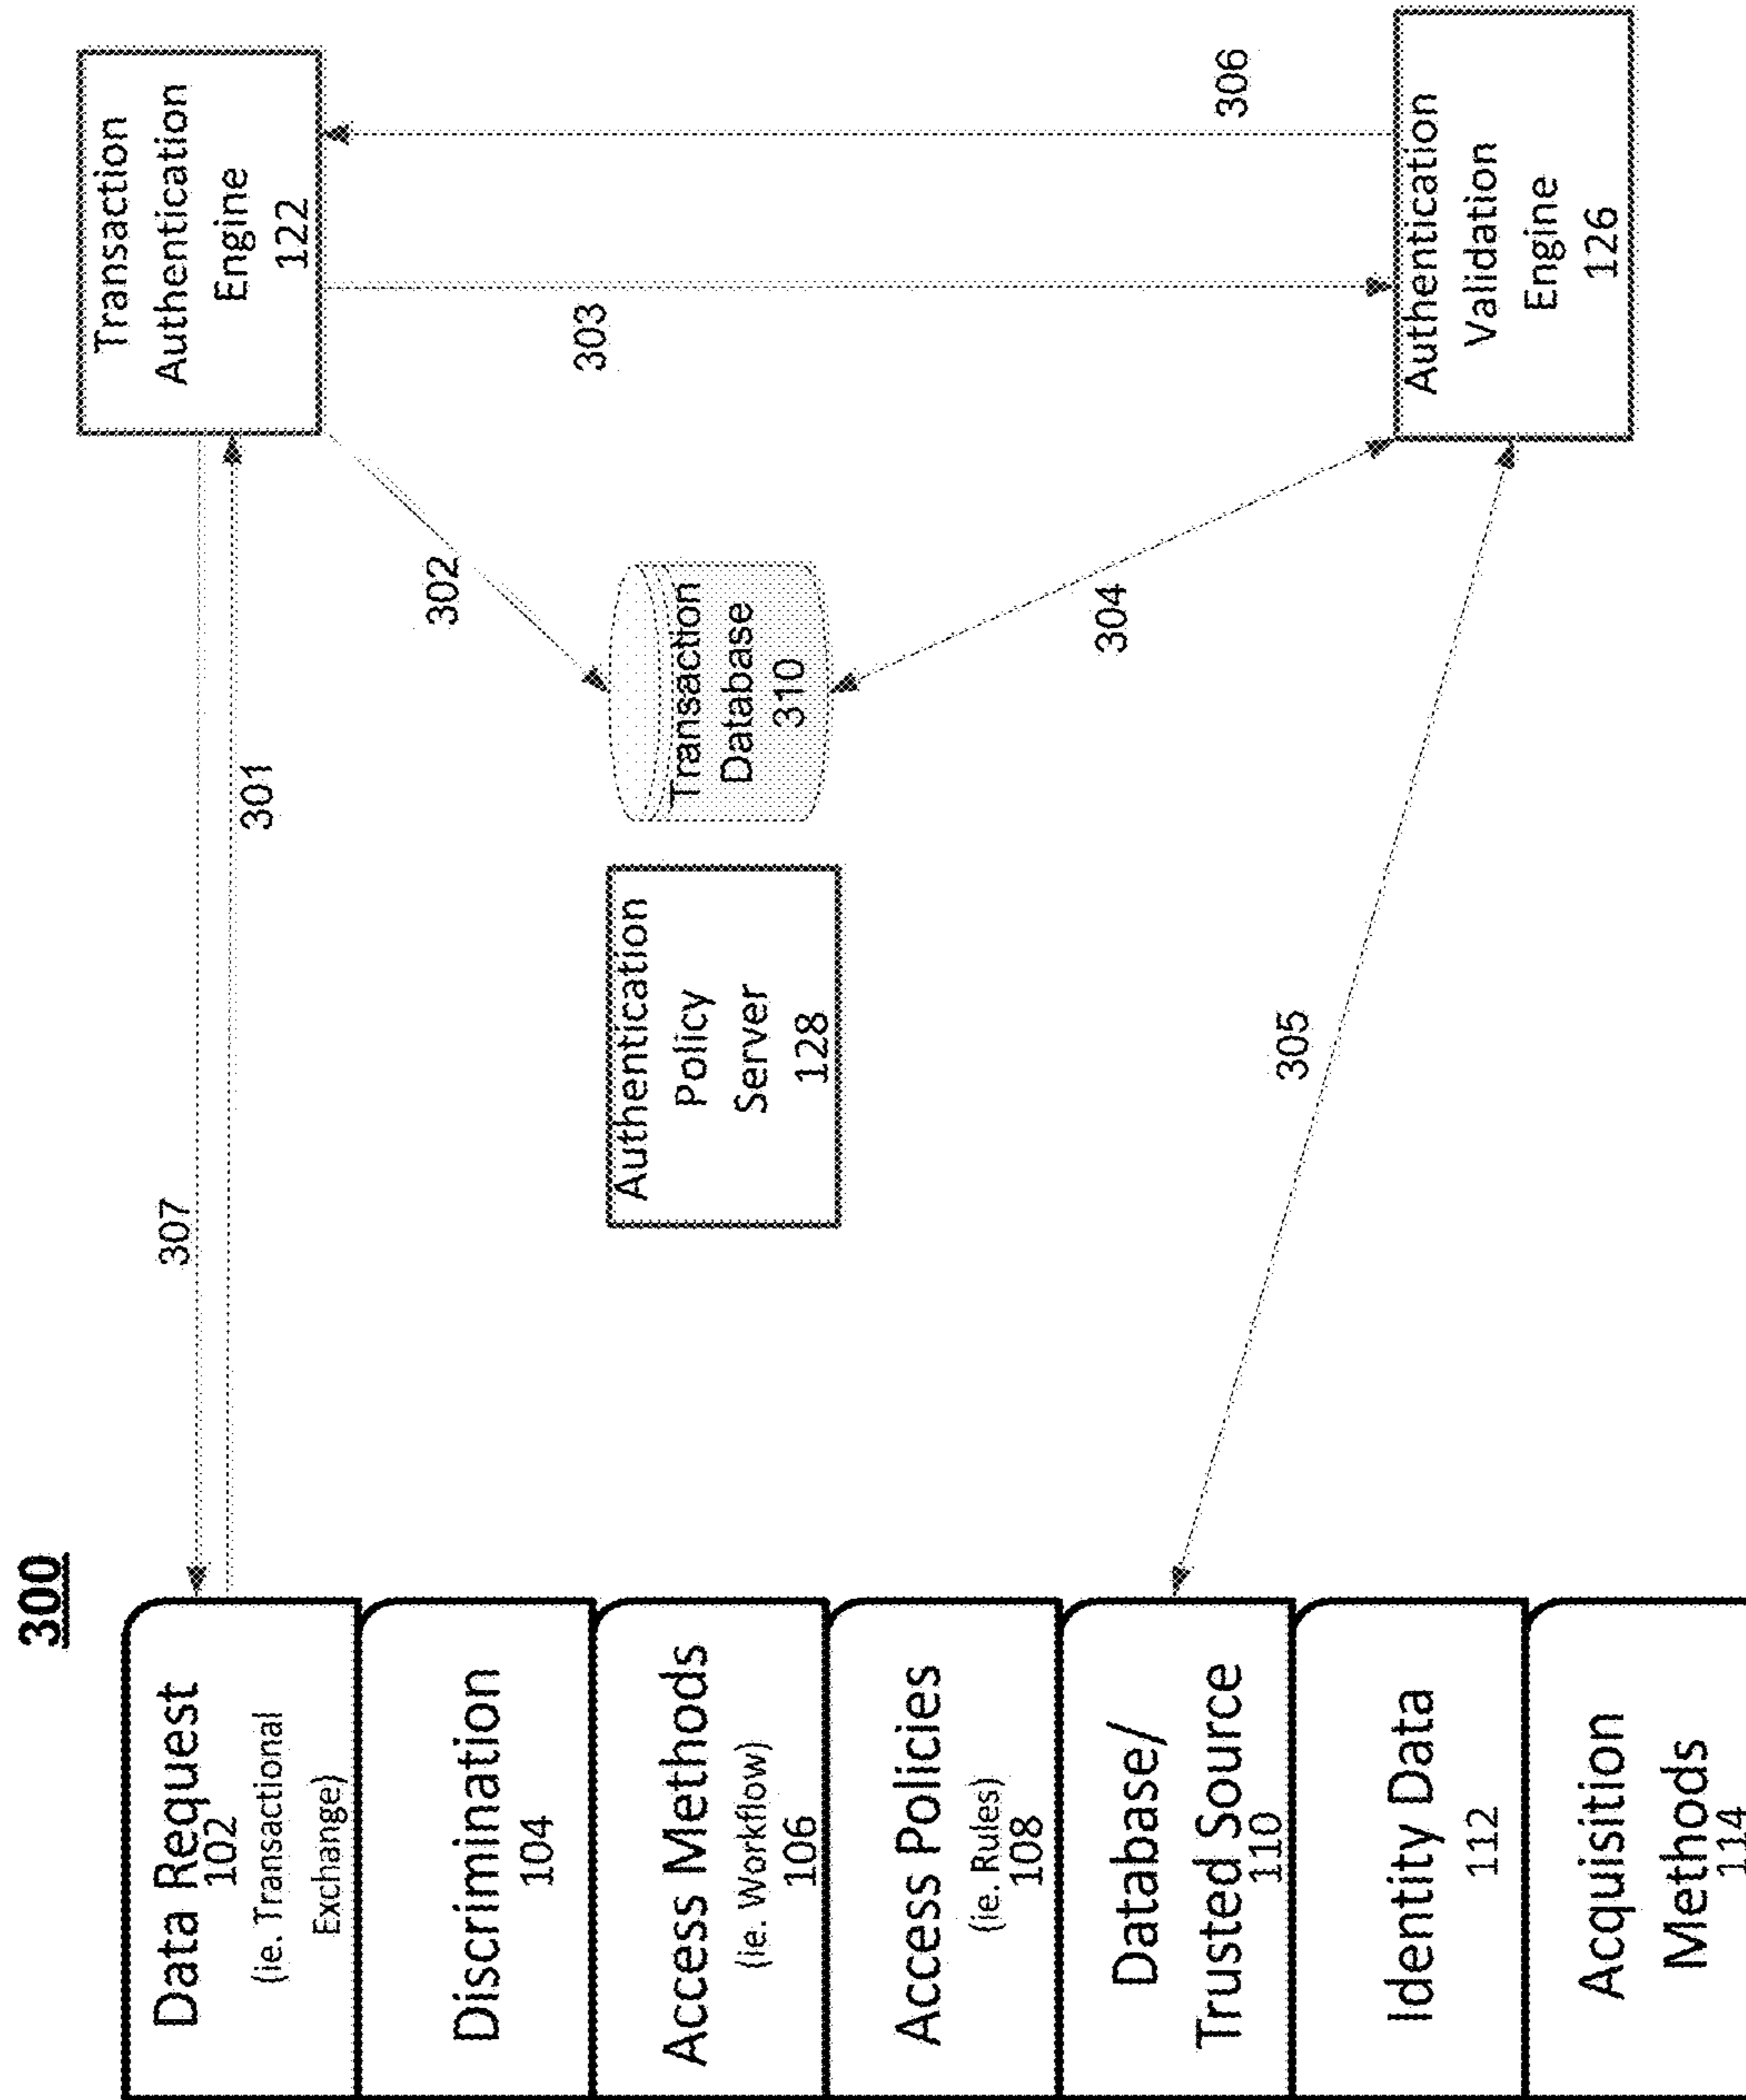 300
Data Request
102
(ie. Transactional
Exchange)
Discrimination
104
Access Methods
(ie. Workflow)
106
Access Policies
(ie. Rules)
108
Database/
Trusted Source
110
Identity Data
112
Acquisition
Methods
114
307
301
302
303
304
305
306
Authentication
Policy
Server
128
Transaction
Database
310
Transaction
Authentication
Engine
122
Authentication
Validation
Engine
126